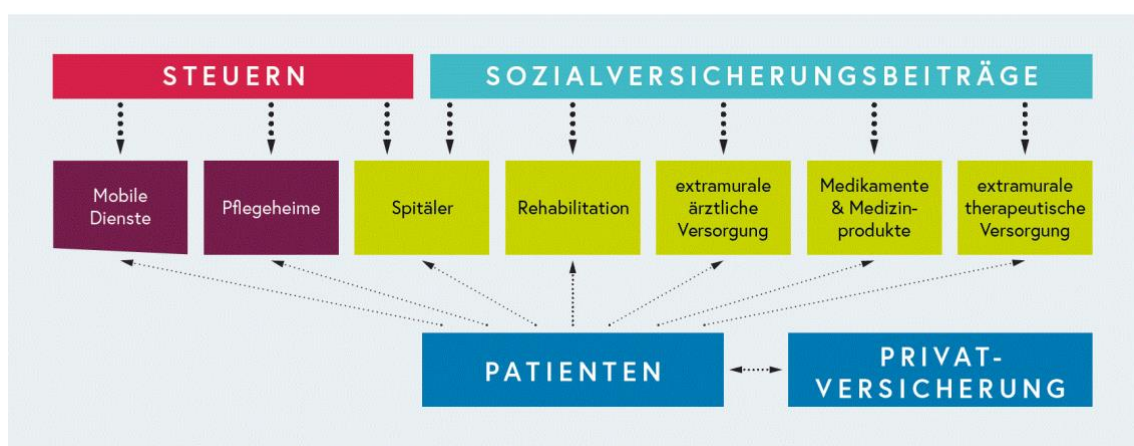 STEUERN
SOZIALVERSICHERUNGSBEITRÄGE
Mobile
Dienste
Pflegeheime
Spitäler
Rehabilitation
extramurale
ärztliche
Versorgung
Medikamente
& Medizin-
produkte
extramurale
therapeutische
Versorgung
PATIENTEN
PRIVAT-
VERSICHERUNG